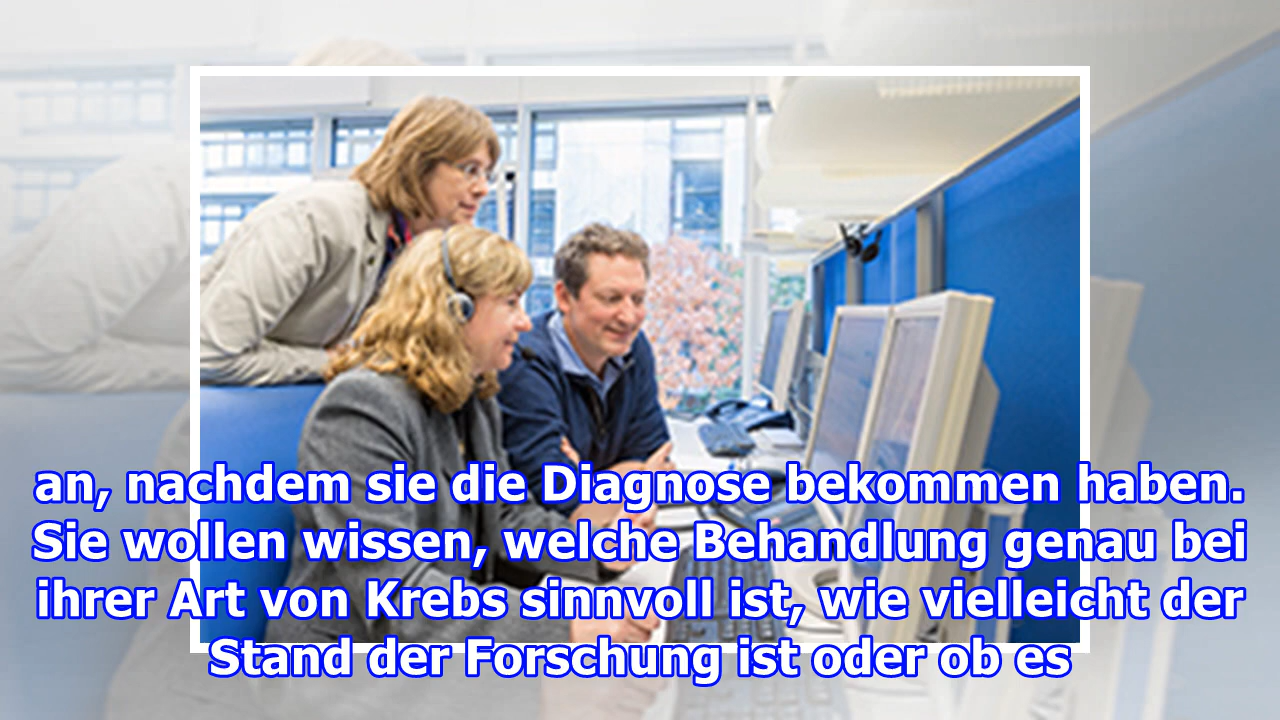 an, nachdem sie die Diagnose bekommen haben.
Sie wollen wissen, welche Behandlung genau bei
ihrer Art von Krebs sinnvoll ist, wie vielleicht der
Stand der Forschung ist oder ob es